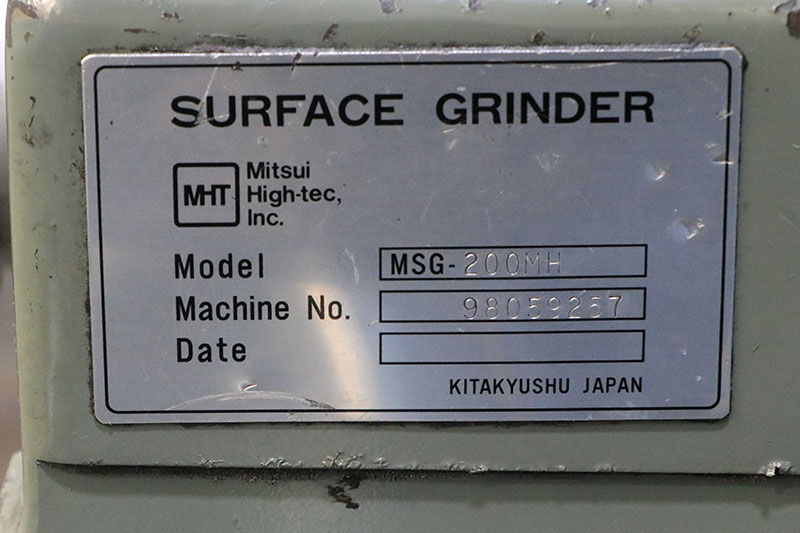 SURFACE GRINDER
MHT
Mitsui
High-tec,
Inc.
Model MSG-200MH
Machine No. 98059257
Date
KITAKYUSHU JAPAN